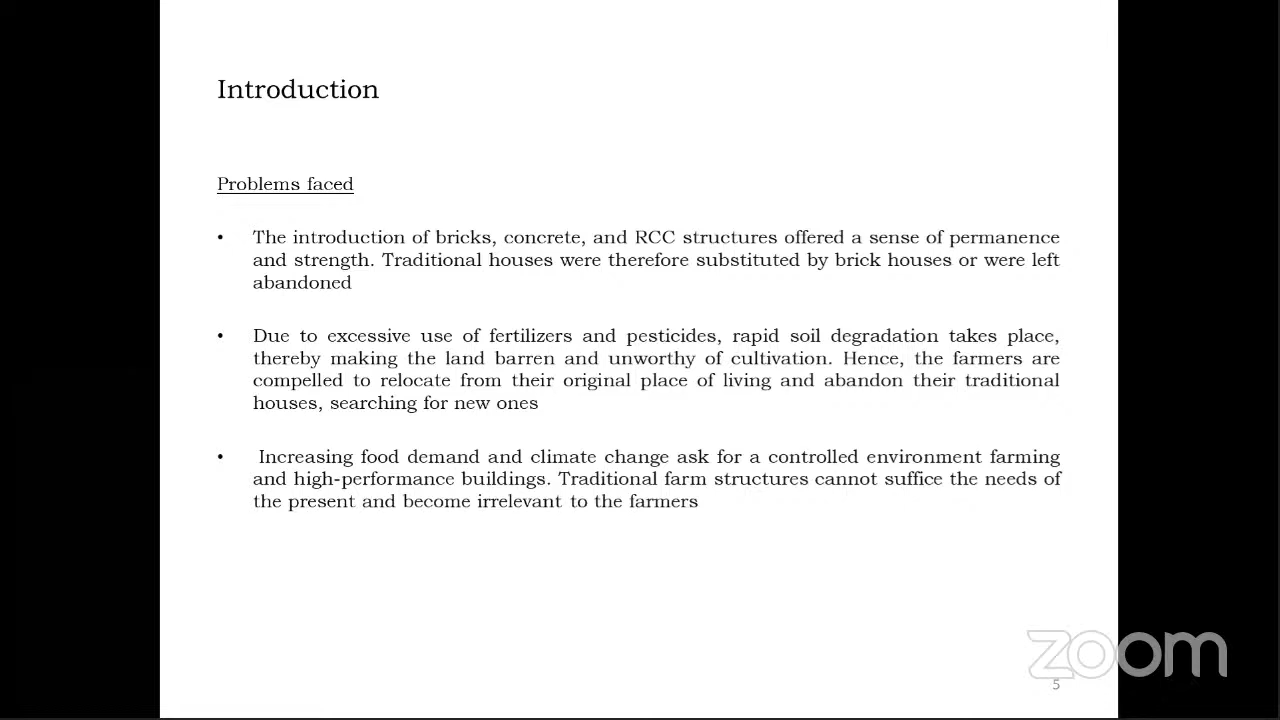 Introduction
Problems faced
• The introduction of bricks, concrete, and RCC structures offered a sense of permanence
and strength. Traditional houses were therefore substituted by brick houses or were left
abandoned
• Due to excessive use of fertilizers and pesticides, rapid soil degradation takes place,
thereby making the land barren and unworthy of cultivation. Hence, the farmers are
compelled to relocate from their original place of living and abandon their traditional
houses, searching for new ones
• Increasing food demand and climate change ask for a controlled environment farming
and high-performance buildings. Traditional farm structures cannot suffice the needs of
the present and become irrelevant to the farmers
zoom
5